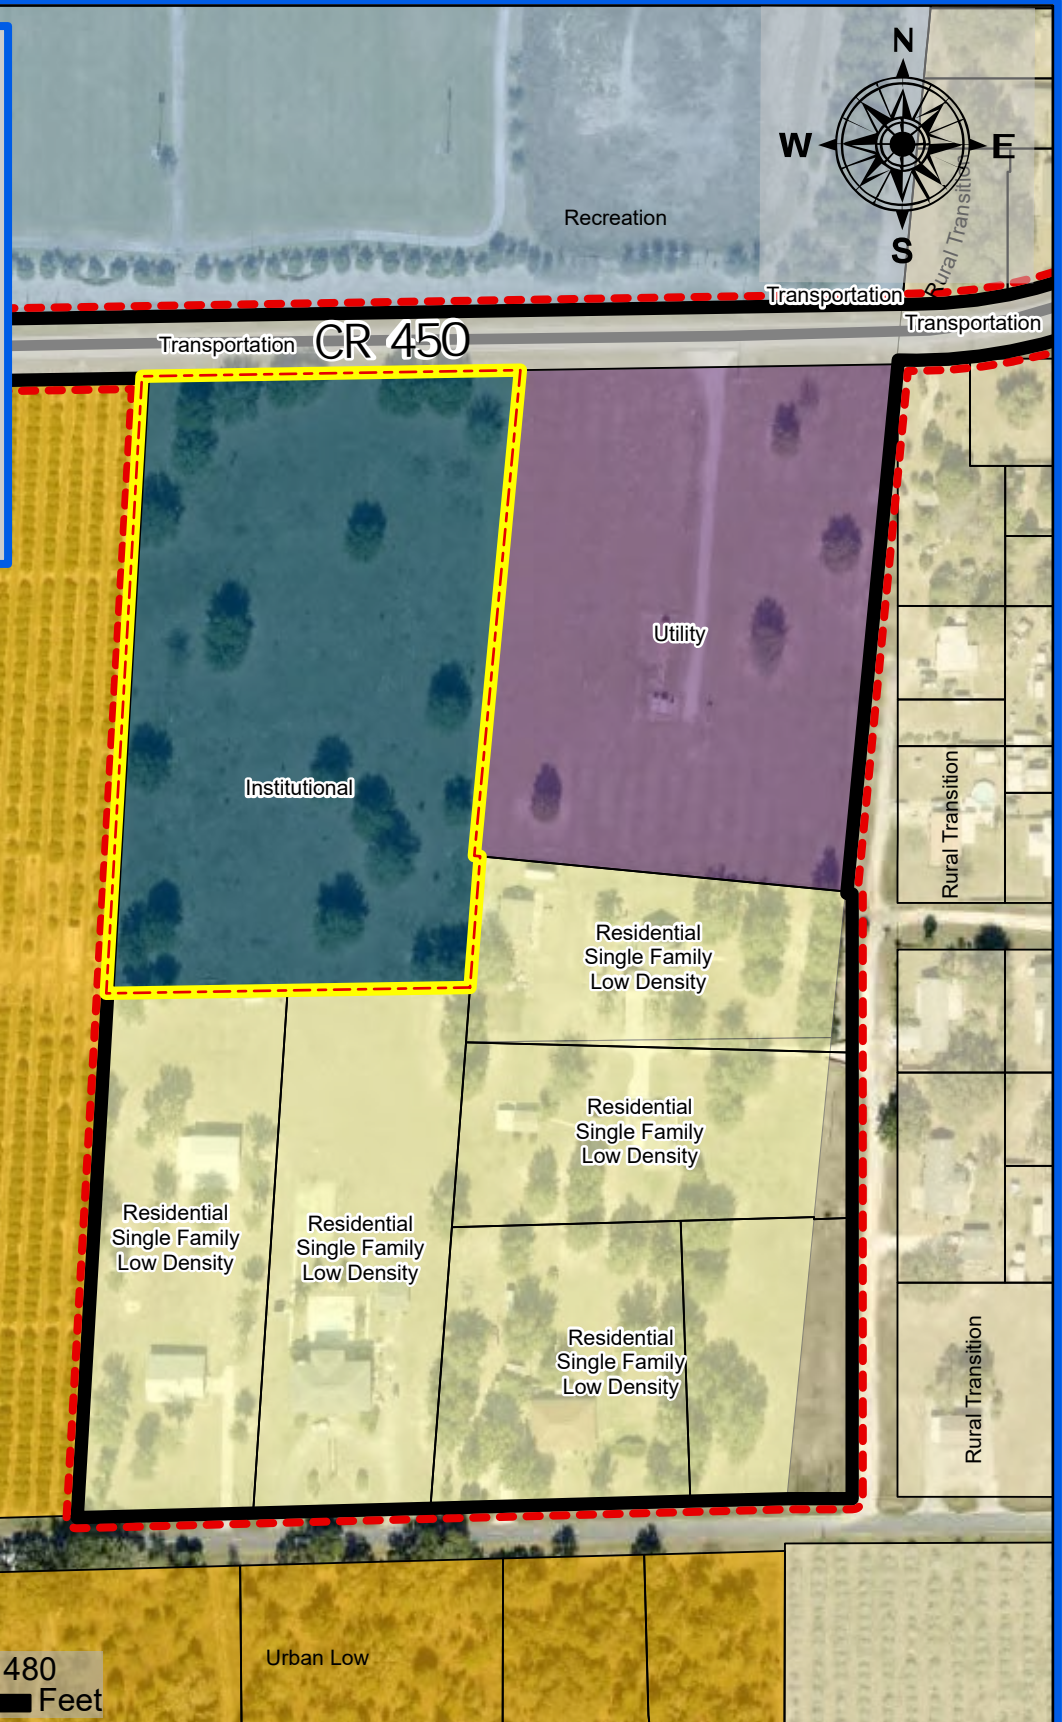 N
W
E
S
Recreation
Rural Transition
Transportation
Transportation
Transportation
CR 450
Utility
Institutional
Rural Transition
Residential
Single Family
Low Density
Residential
Single Family
Low Density
Residential
Single Family
Low Density
Residential
Single Family
Low Density
Residential
Single Family
Low Density
Rural Transition
Urban Low
480
Feet